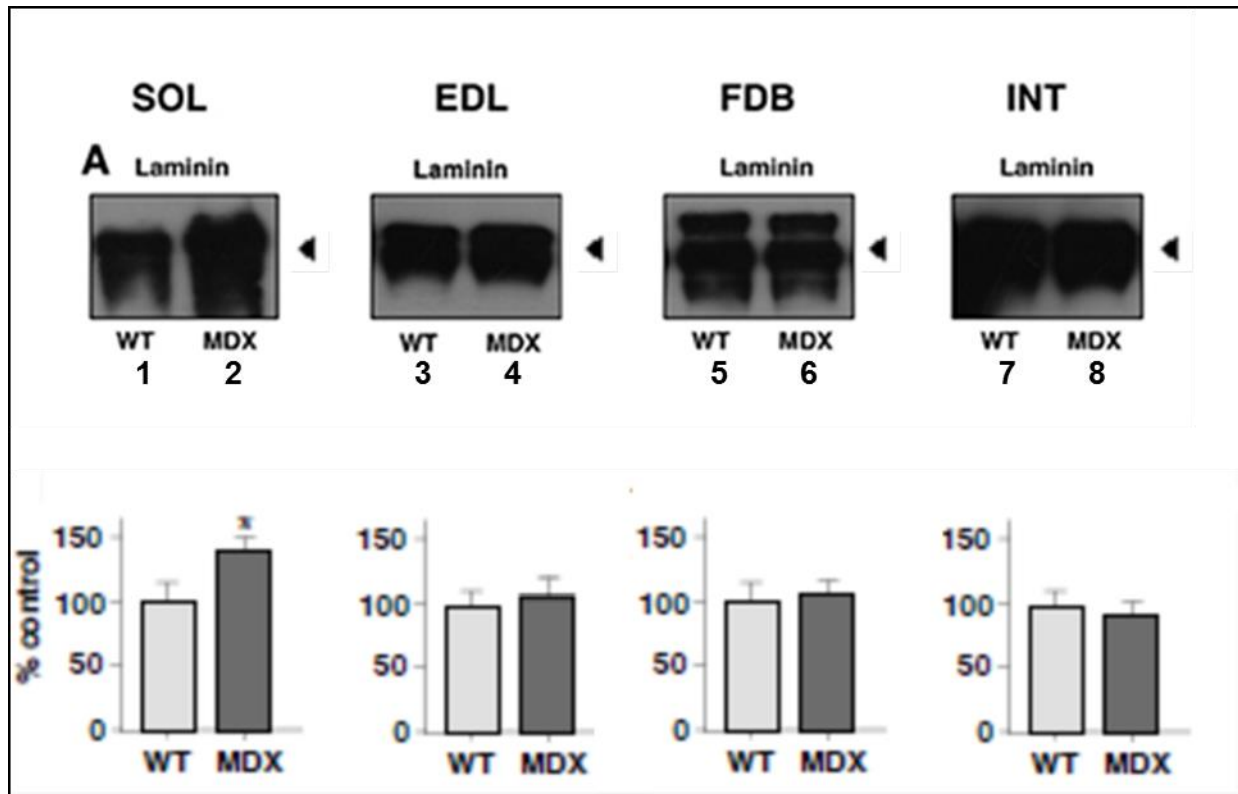 SOL EDL FDB INT
A Laminin Laminin Laminin Laminin
WT MDX WT MDX WT MDX WT MDX
1 2 3 4 5 6 7 8
% control
150 150 150 150
100 100 100 100
50 50 50 50
0 0 0 0
WT MDX WT MDX WT MDX WT MDX